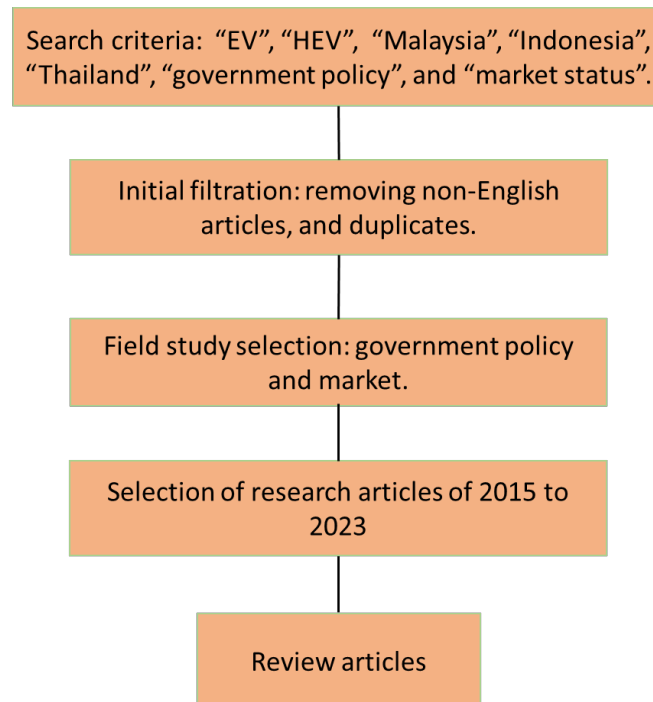 Search criteria: “EV”, “HEV”, “Malaysia”, “Indonesia”,
“Thailand”, “government policy”, and “market status”.
Initial filtration: removing non-English
articles, and duplicates.
Field study selection: government policy
and market.
Selection of research articles of 2015 to
2023
Review articles